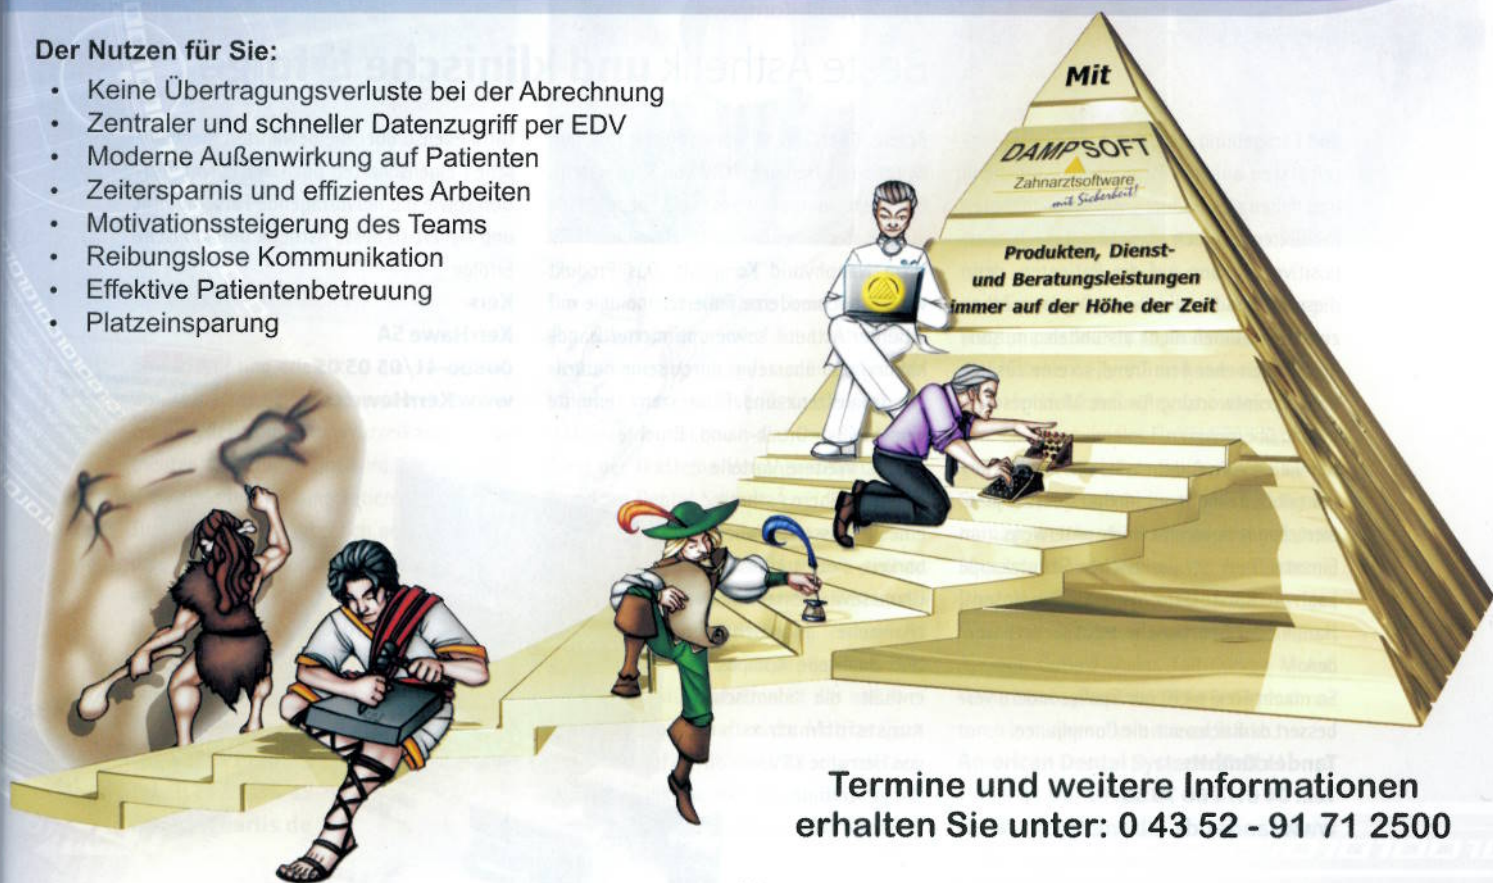 Der Nutzen für Sie:
• Keine Übertragungsverluste bei der Abrechnung
• Zentraler und schneller Datenzugriff per EDV
• Moderne Außenwirkung auf Patienten
• Zeitersparnis und effizientes Arbeiten
• Motivationssteigerung des Teams
• Reibungslose Kommunikation
• Effektive Patientenbetreuung
• Platzeinsparung
Mit
DAMPSOFT
Zahnarztsoftware
mit Sicherheit!
Produkten, Dienst-
und Beratungsleistungen
immer auf der Höhe der Zeit
Termine und weitere Informationen
erhalten Sie unter: 0 43 52 - 91 71 2500